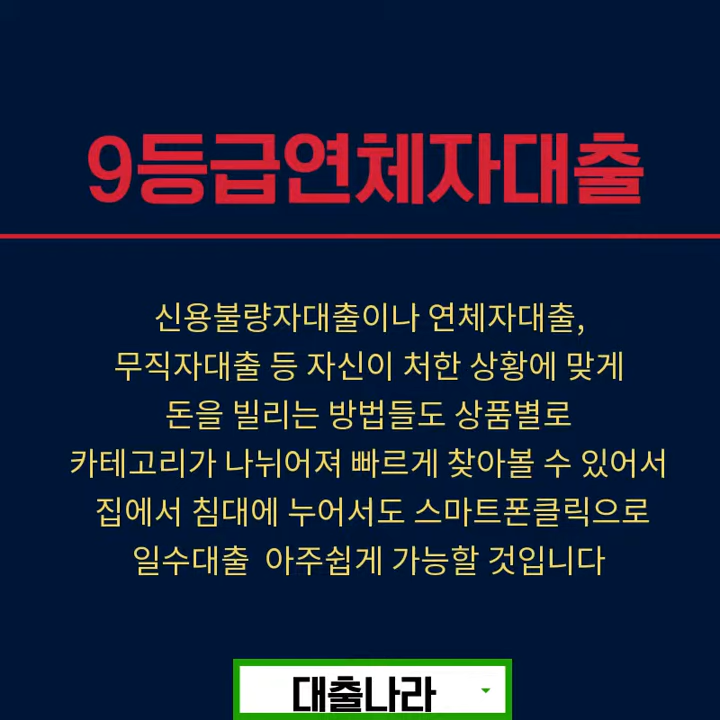 9등급연체자대출
신용불량자대출이나 연체자대출,
무직자대출 등 자신이 처한 상황에 맞게
돈을 빌리는 방법들도 상품별로
카테고리가 나뉘어져 빠르게 찾아볼 수 있어서
집에서 침대에 누어서도 스마트폰클릭으로
일수대출 아주쉽게 가능할 것입니다
대출나라